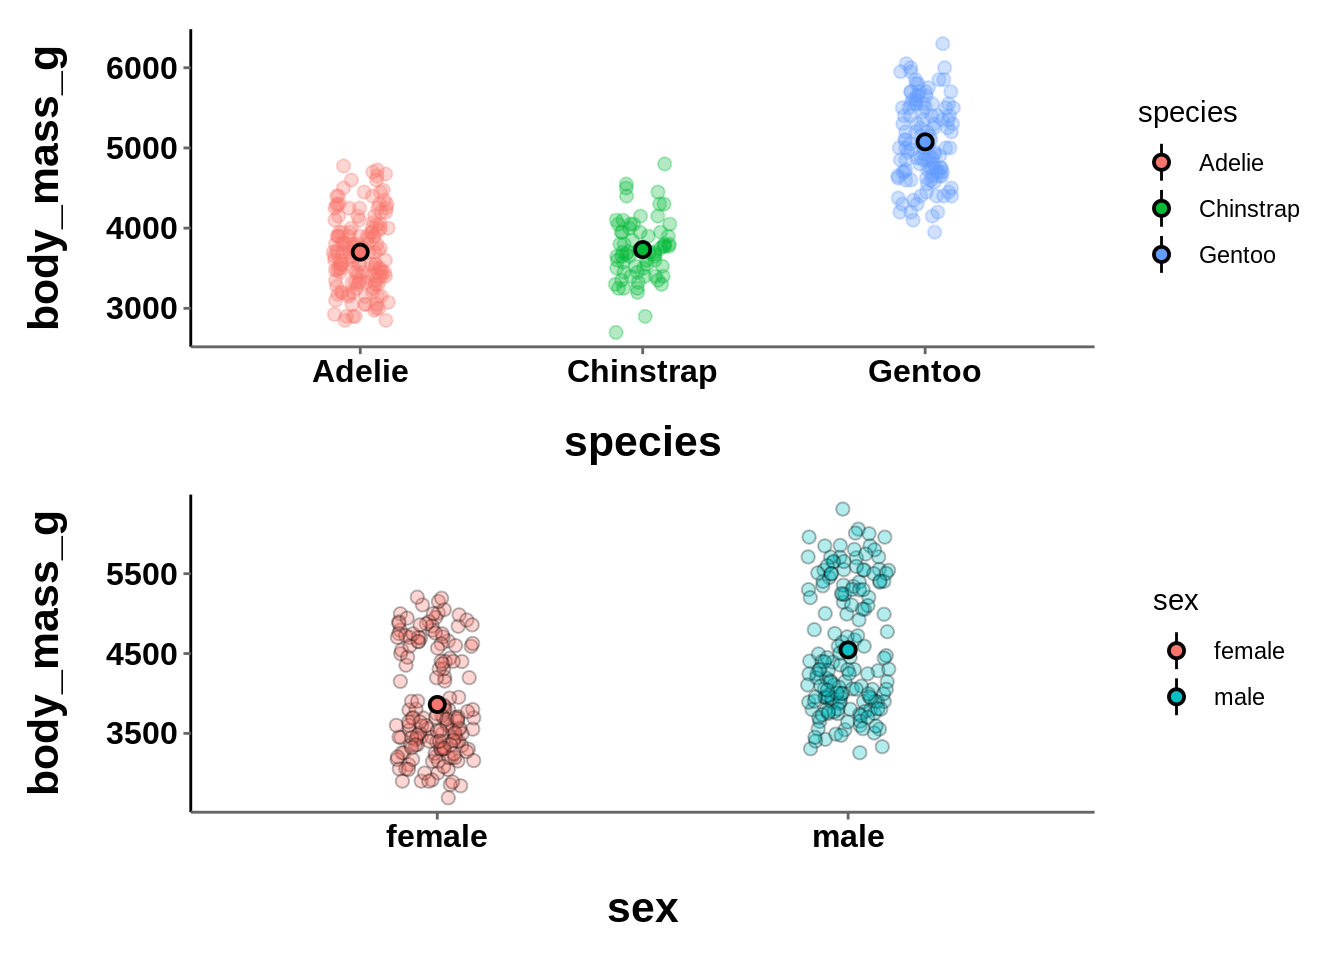 body_mass_g
6000
5000
4000
3000
Adelie
Chinstrap
Gentoo
species
species
Adelie
Chinstrap
Gentoo
body_mass_g
5500
4500
3500
female
male
sex
sex
female
male